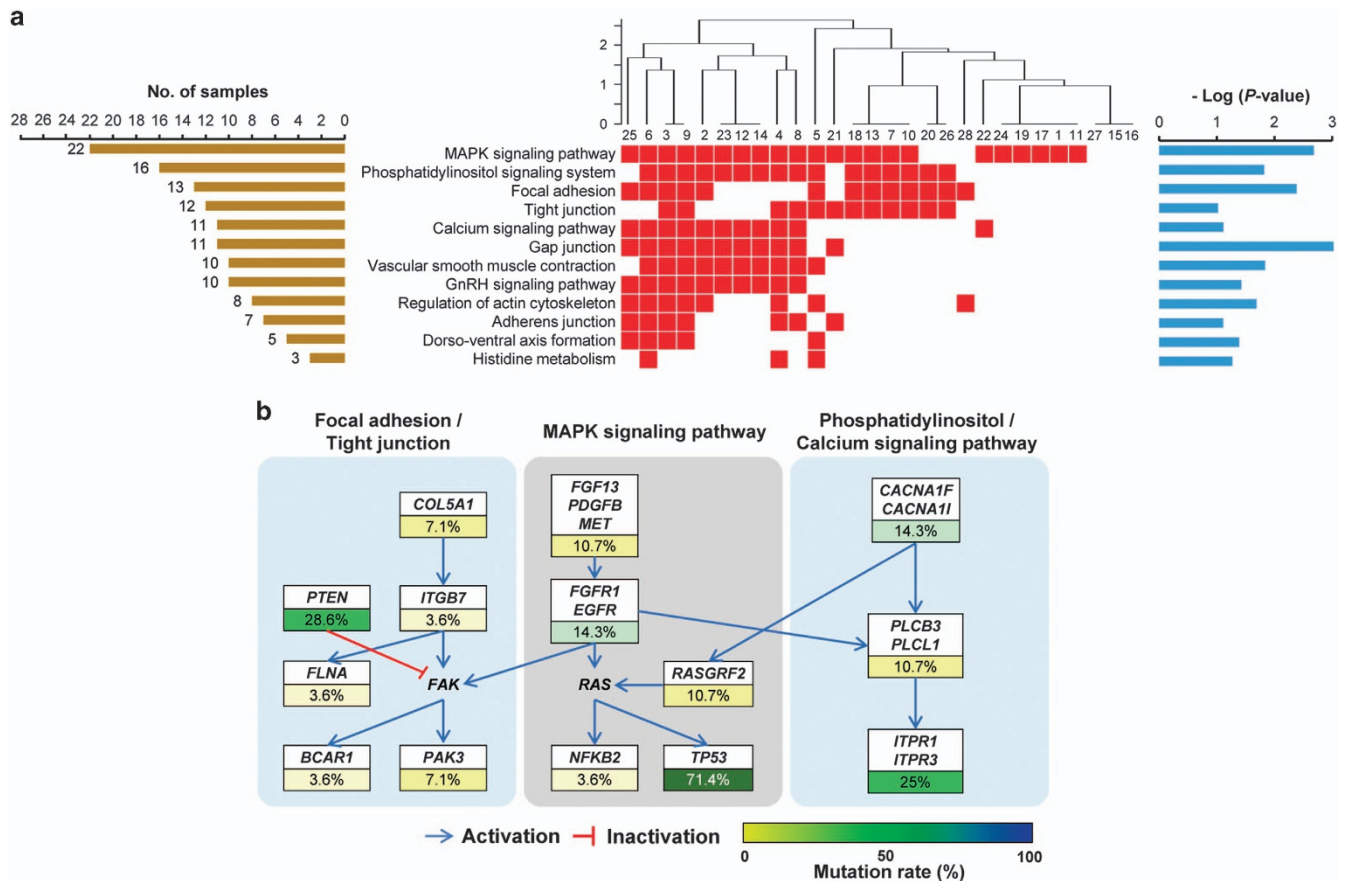 a
No. of samples
28 26 24 22 20 18 16 14 12 10 8 6 4 2 0
2
1
0
25 6 3 9 2 23 12 14 4 8 5 21 18 13 7 10 20 26 28 22 24 19 17 1 11 27 15 16
- Log (P-value)
0 1 2 3
22 MAPK signaling pathway
16 Phosphatidylinositol signaling system
13 Focal adhesion
12 Tight junction
11 Calcium signaling pathway
11 Gap junction
10 Vascular smooth muscle contraction
10 GnRH signaling pathway
8 Regulation of actin cytoskeleton
7 Adherens junction
5 Dorso-ventral axis formation
3 Histidine metabolism
b
Focal adhesion /
Tight junction
MAPK signaling pathway
Phosphatidylinositol /
Calcium signaling pathway
COL5A1
7.1%
PTEN
28.6%
ITGB7
3.6%
FLNA
3.6%
FAK
BCAR1
3.6%
PAK3
7.1%
FGF13
PDGFB
MET
10.7%
FGFR1
EGFR
14.3%
RAS
RASGRF2
10.7%
NFKB2
3.6%
TP53
71.4%
CACNA1F
CACNA1I
14.3%
PLCB3
PLCL1
10.7%
ITPR1
ITPR3
25%
Activation
Inactivation
0 50 100
Mutation rate (%)